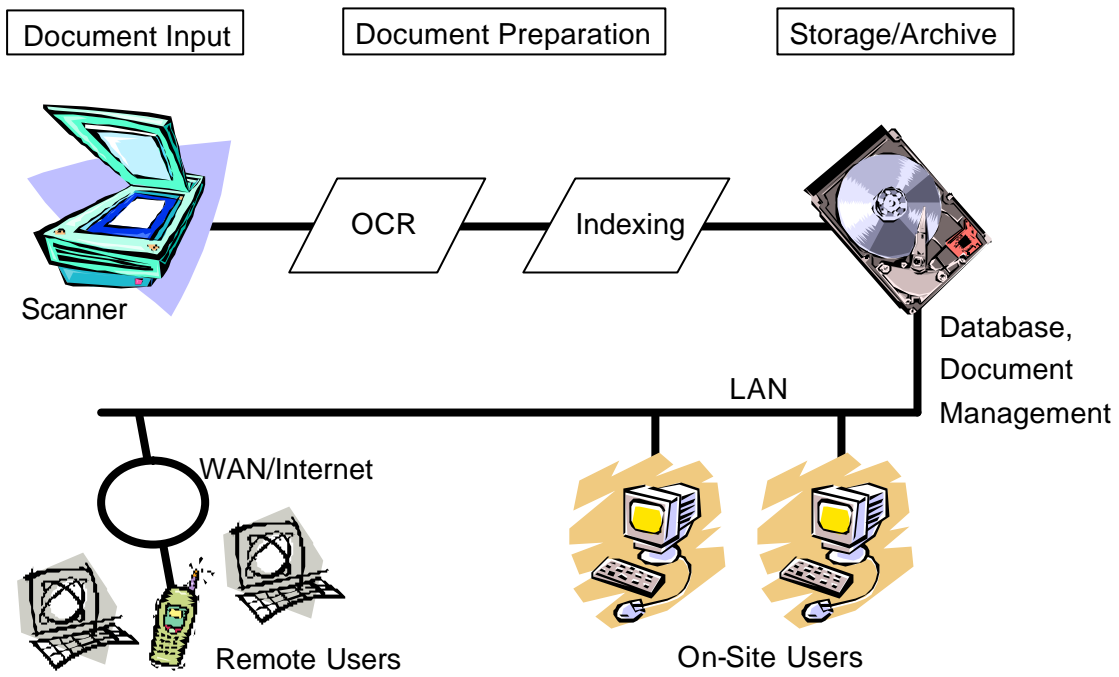 Document Input
Document Preparation
Storage/Archive
OCR
Indexing
Scanner
Database,
Document
Management
LAN
WAN/Internet
Remote Users
On-Site Users